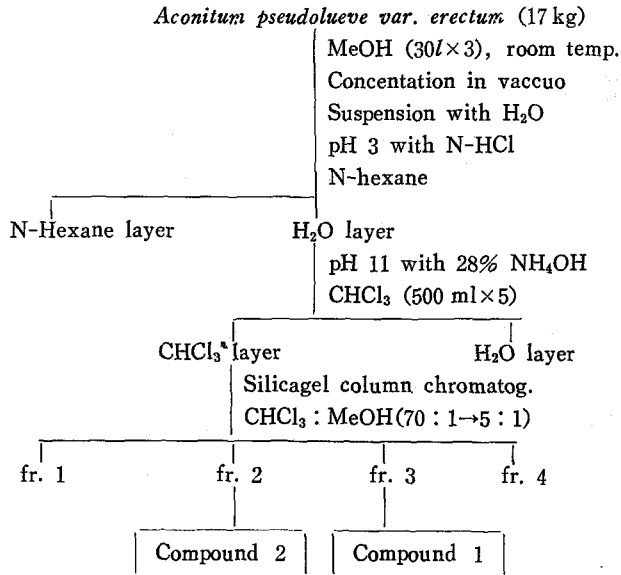 Aconitum pseudolueve var. erectum (17 kg)
MeOH (30l×3), room temp.
Concentation in vaccuo
Suspension with H₂O
pH 3 with N-HCl
N-hexane
N-Hexane layer H₂O layer
pH 11 with 28% NH₄OH
CHCl₃ (500 ml×5)
CHCl₃ layer H₂O layer
Silicagel column chromatog.
CHCl₃ : MeOH(70 : 1→5 : 1)
fr. 1 fr. 2 fr. 3 fr. 4
Compound 2 Compound 1